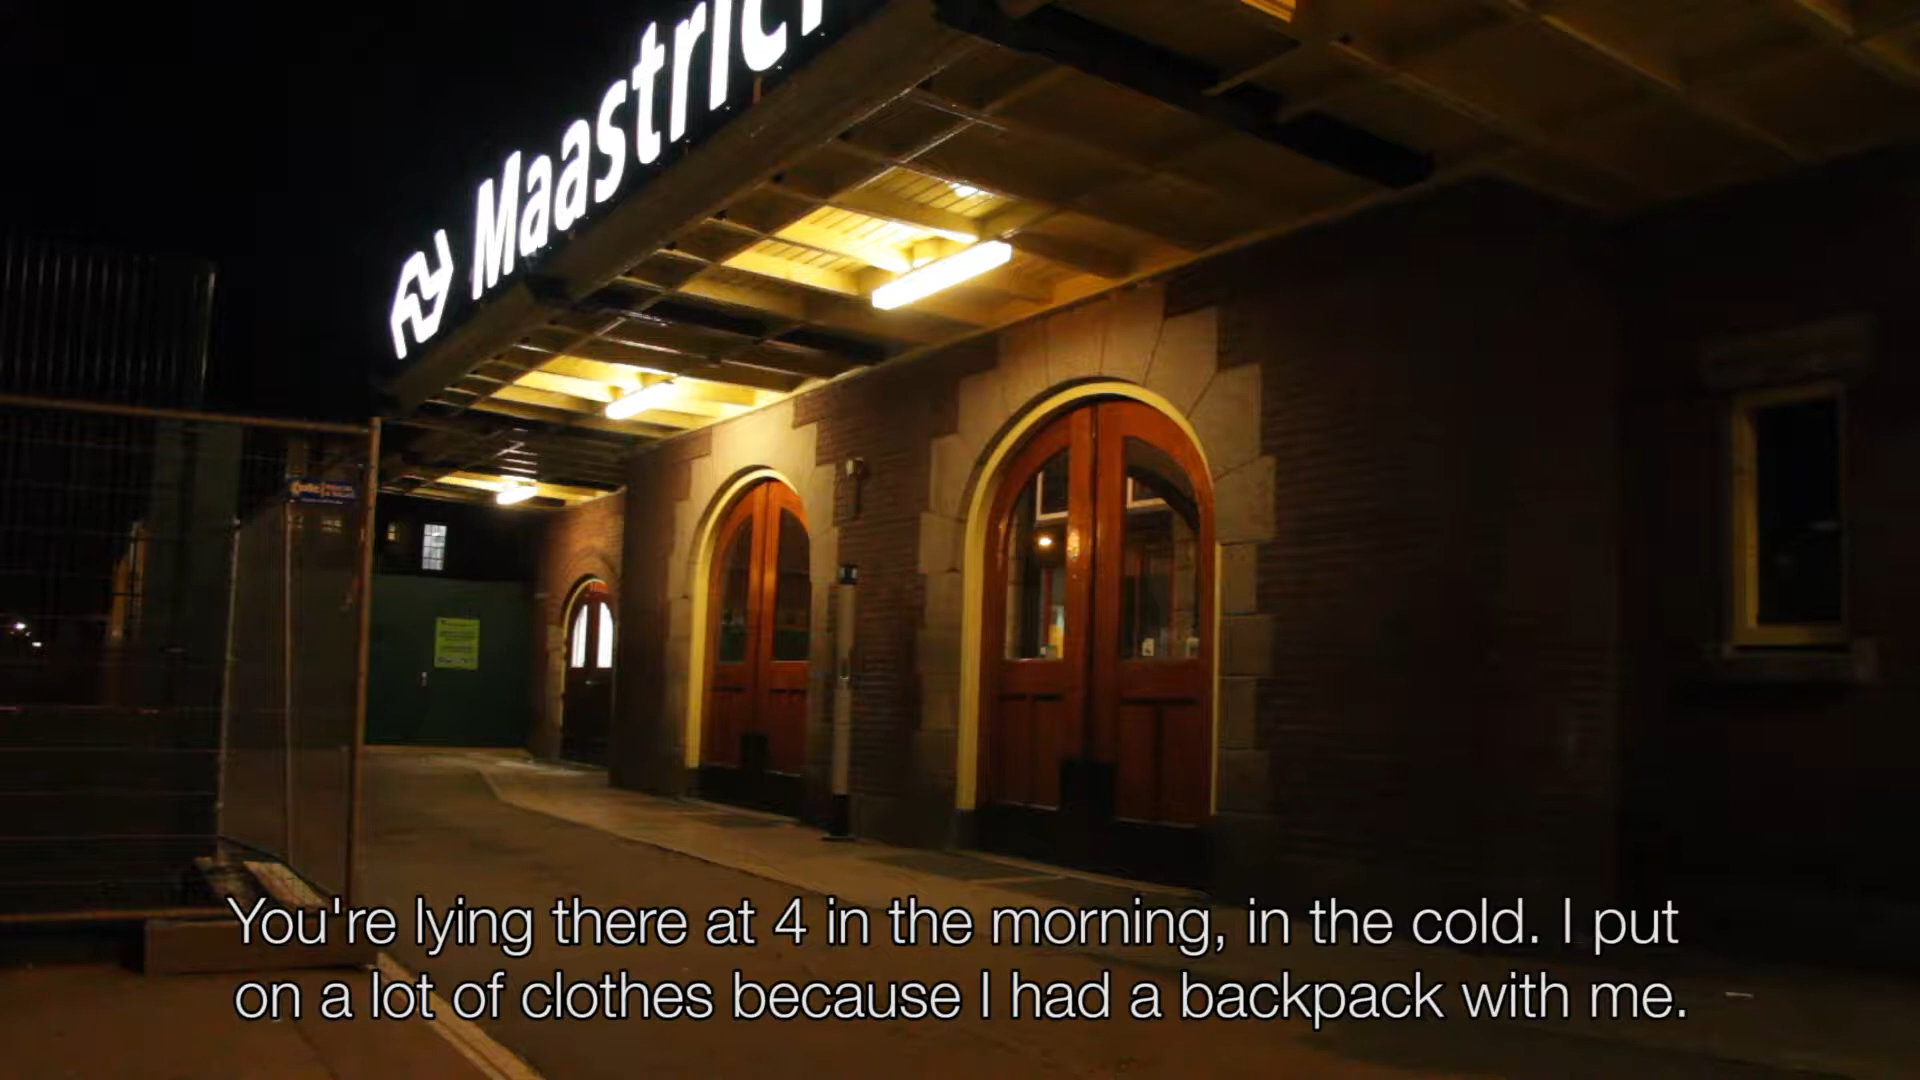 Maastric
You're lying there at 4 in the morning, in the cold. I put
on a lot of clothes because I had a backpack with me.